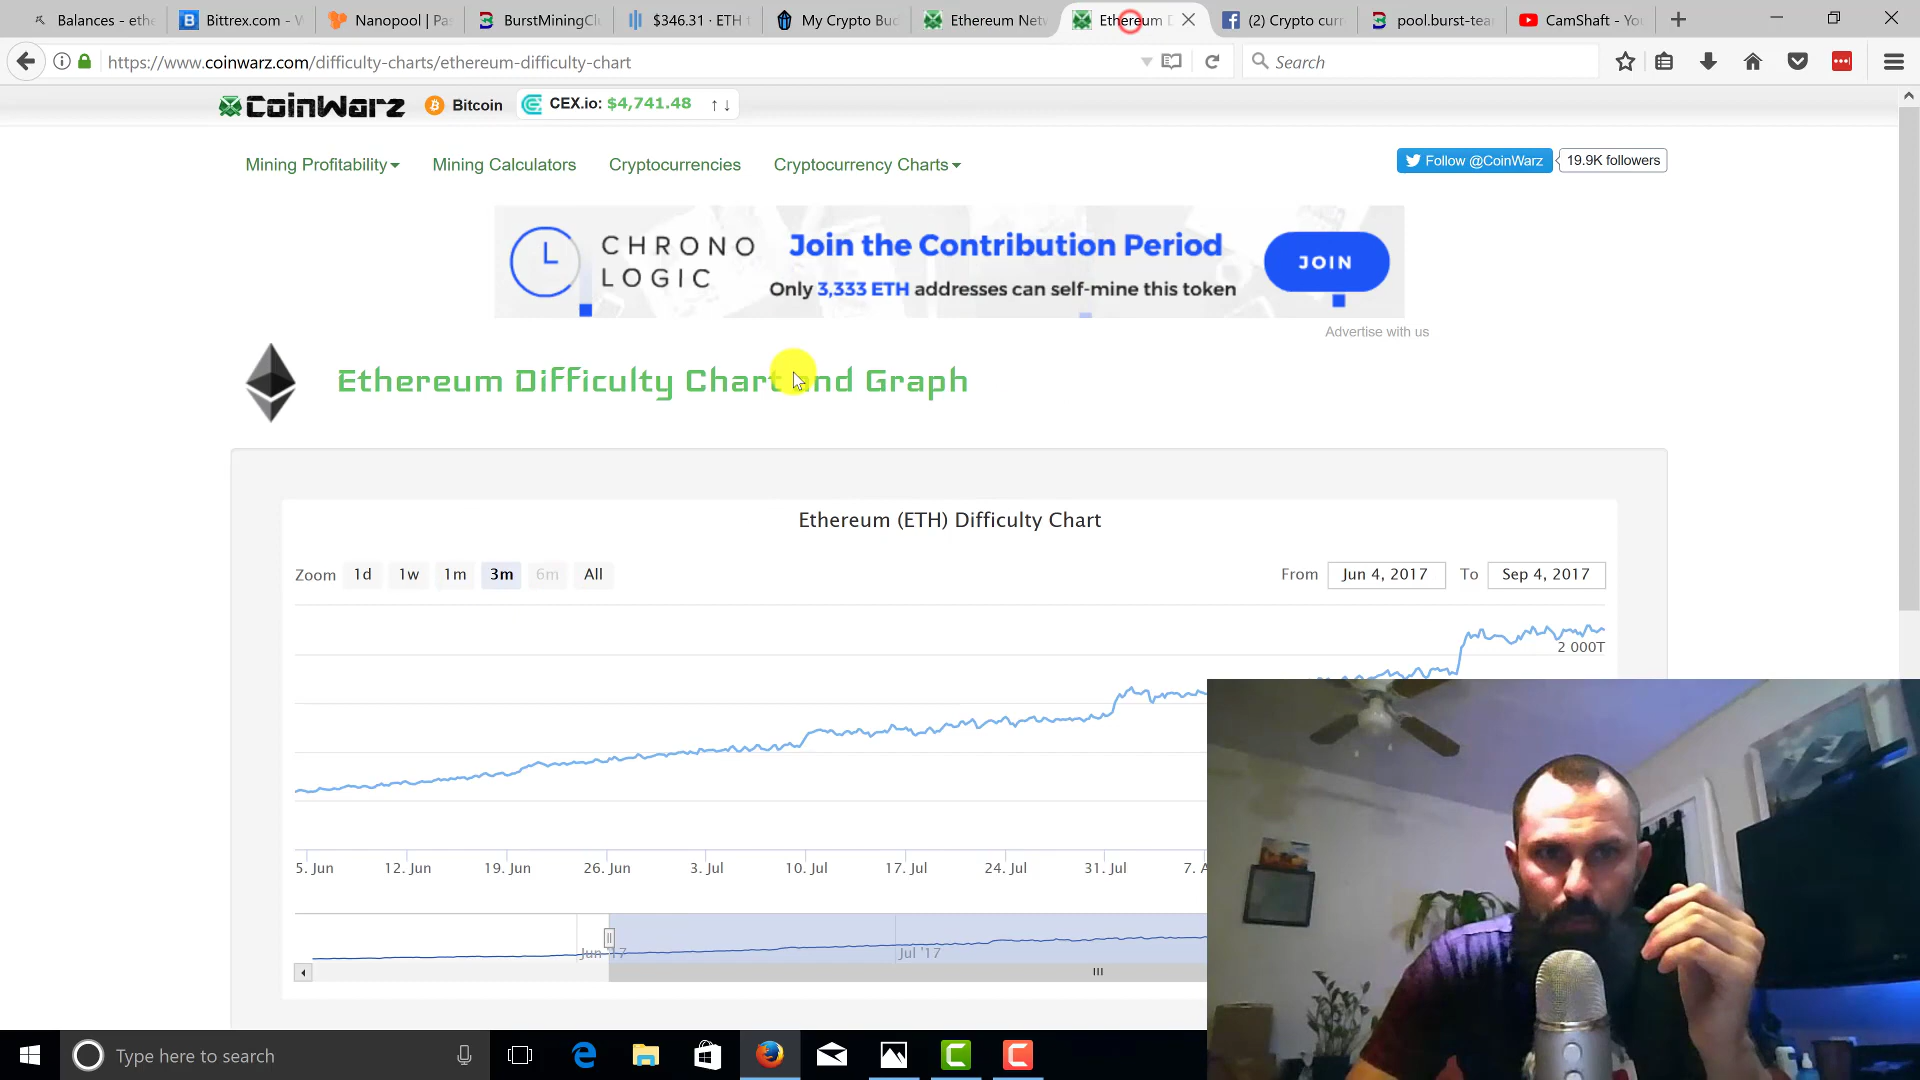 Balances - eth
Bittrex.com -
Nanopool | Pa
BurstMiningCl
$346.31 · ETH
My Crypto Bu
Ethereum Net
Ethereum D
(2) Crypto curr
pool.burst-tea
CamShaft - Yo
https://www.coinwarz.com/difficulty-charts/ethereum-difficulty-chart
Search
CoinWarz
Bitcoin
CEX.io: $4,741.48 ↑ ↓
Mining Profitability
Mining Calculators
Cryptocurrencies
Cryptocurrency Charts
Follow @CoinWarz
19.9K followers
CHRONO
LOGIC
Join the Contribution Period
Only 3,333 ETH addresses can self-mine this token
JOIN
Advertise with us
Ethereum Difficulty Chart and Graph
Ethereum (ETH) Difficulty Chart
Zoom 1d 1w 1m 3m 6m All
From Jun 4, 2017 To Sep 4, 2017
2 000T
5. Jun 12. Jun 19. Jun 26. Jun 3. Jul 10. Jul 17. Jul 24. Jul 31. Jul 7. A
Jun '17
Jul '17
Type here to search